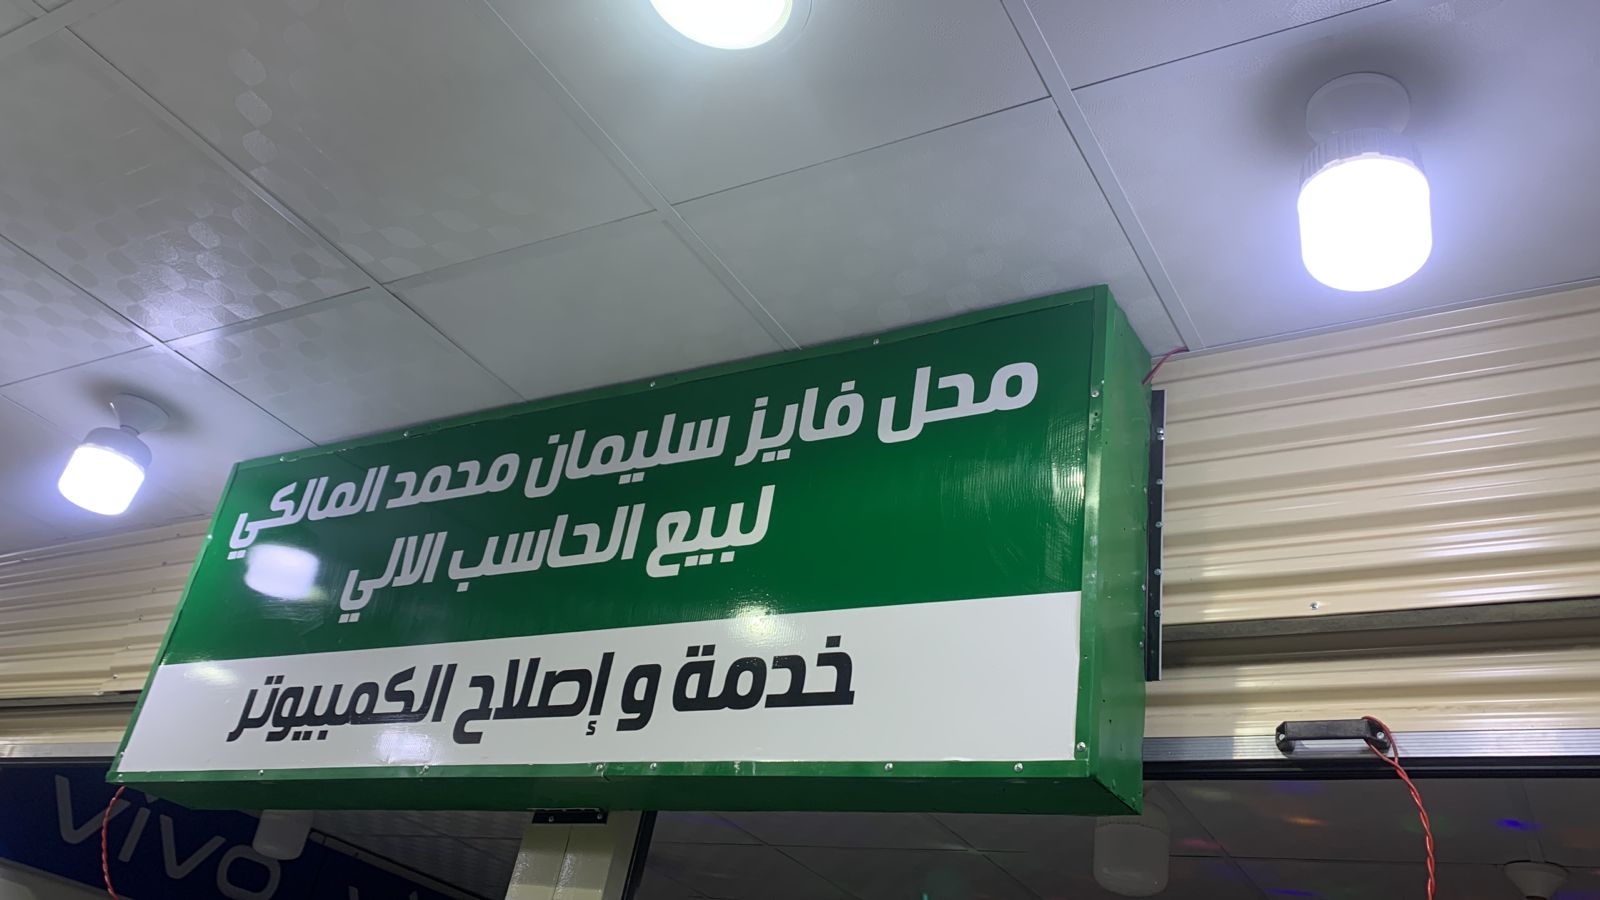 محل فايز سليمان محمد المالكي
لبيع الحاسب الالي
خدمة و إصلاح الكمبيوتر
vivo